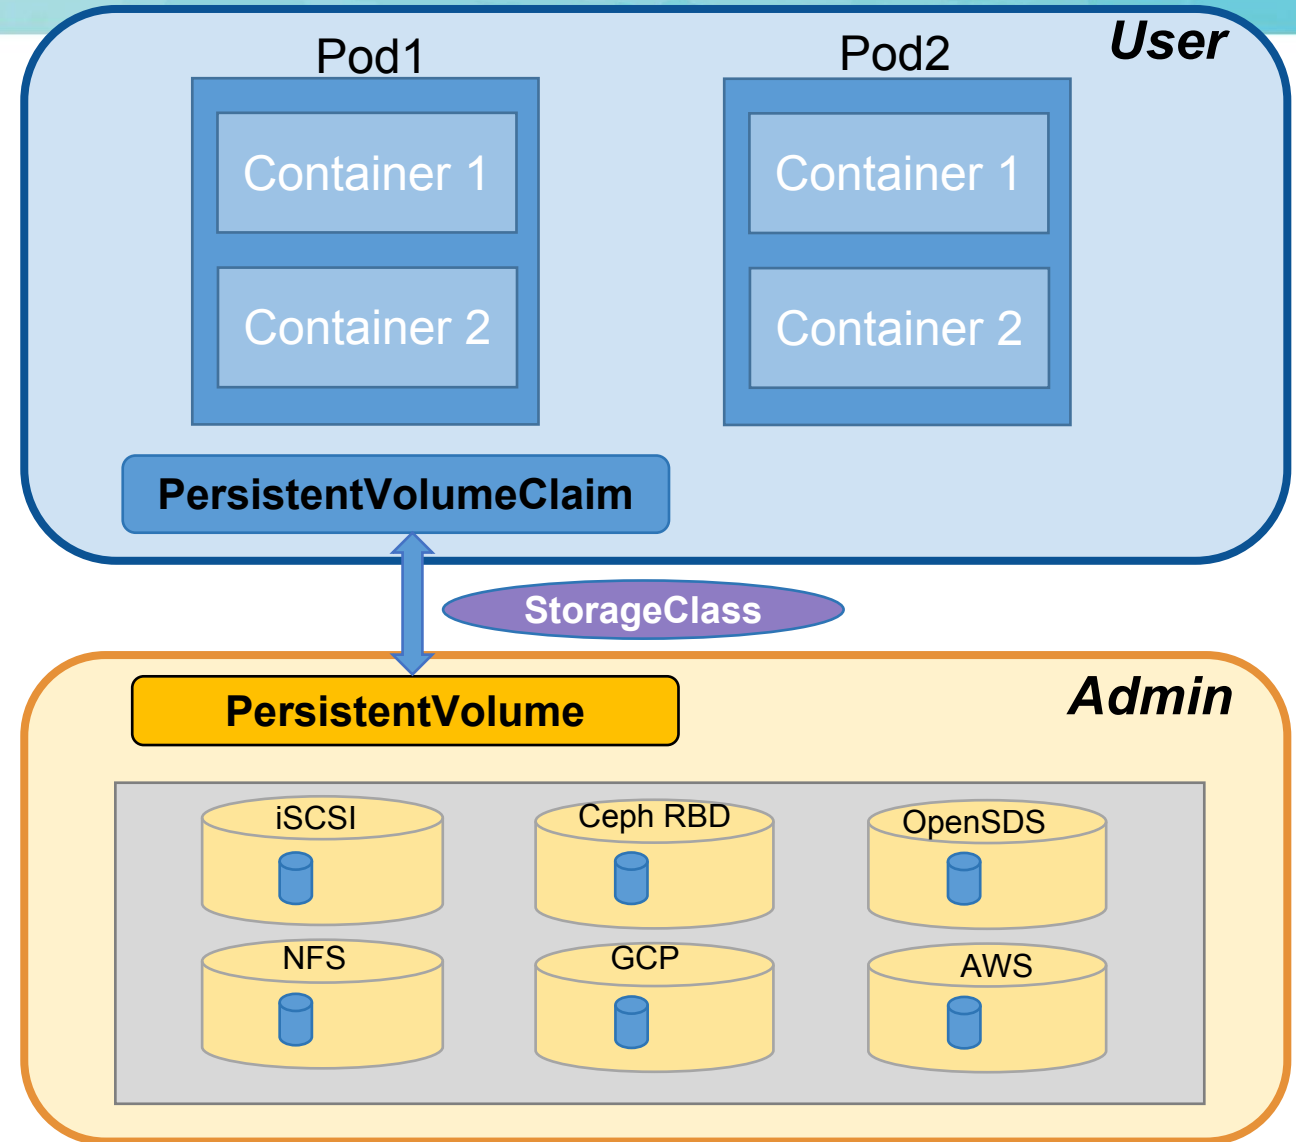 User
Pod1
Pod2
Container 1
Container 1
Container 2
Container 2
PersistentVolumeClaim
StorageClass
Admin
PersistentVolume
iSCSI
Ceph RBD
OpenSDS
NFS
GCP
AWS